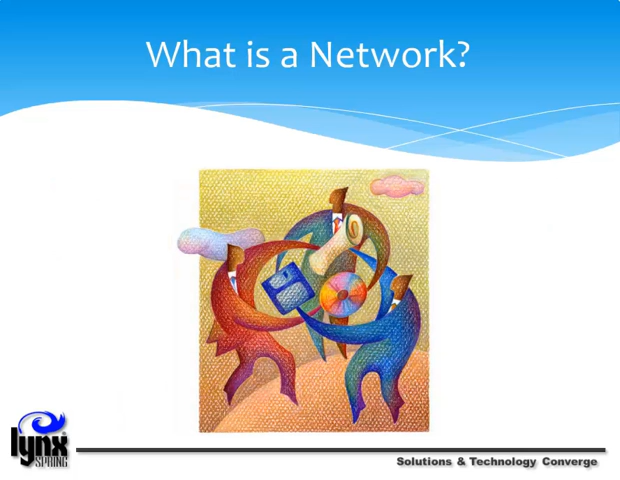 What is a Network?
lynx
SPRING
Solutions & Technology Converge